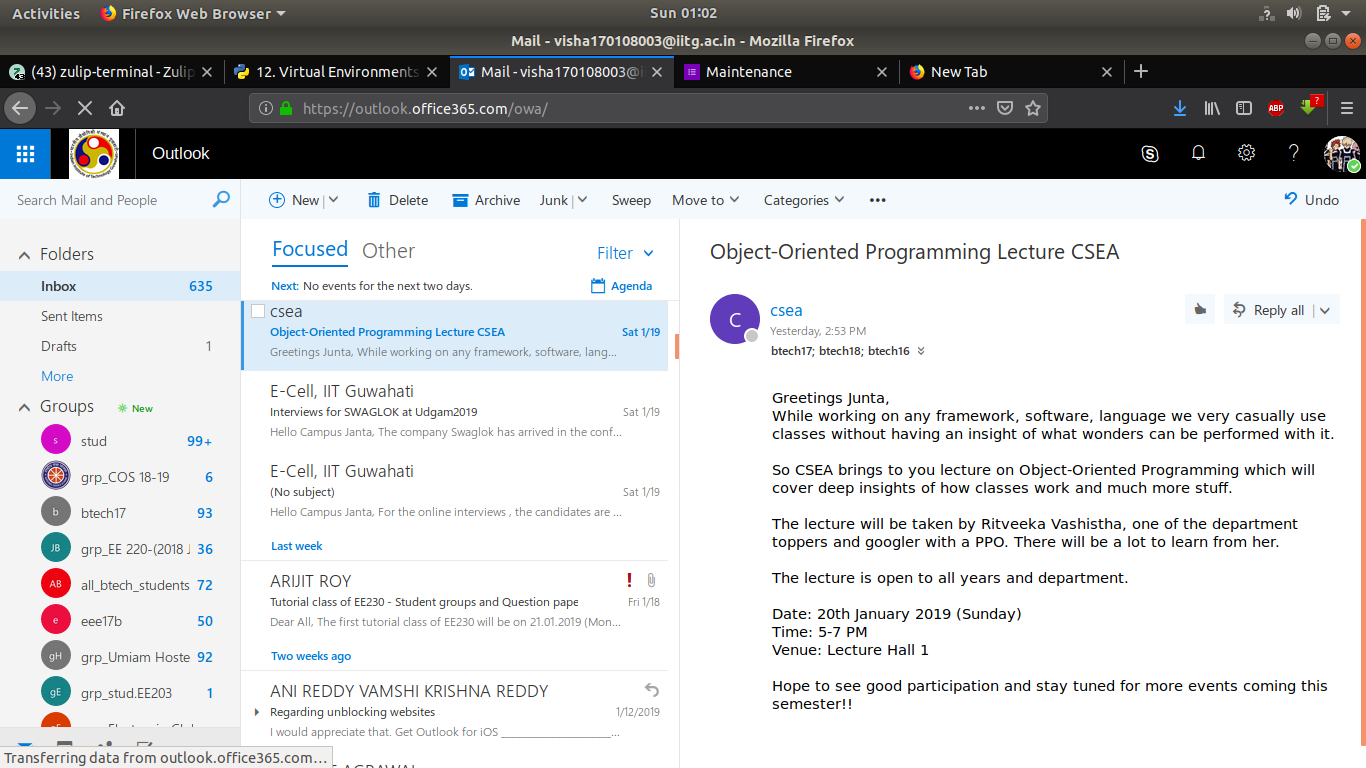 Activities
Firefox Web Browser
Sun 01:02
Mail - visha170108003@iitg.ac.in - Mozilla Firefox
(43) zulip-terminal - Zulip
12. Virtual Environments
Mail - visha170108003@i
Maintenance
New Tab
https://outlook.office365.com/owa/
ABP
?
Outlook
Search Mail and People
New
Delete
Archive
Junk
Sweep
Move to
Categories
Undo
Folders
Inbox 635
Sent Items
Drafts 1
More
Groups New
s stud 99+
grp_COS 18-19 6
b btech17 93
JB grp_EE 220-(2018 J 36
AB all_btech_students 72
e eee17b 50
gH grp_Umiam Hoste 92
gE grp_stud.EE203 1
Transferring data from outlook.office365.com…
Focused Other Filter
Next: No events for the next two days. Agenda
csea
Object-Oriented Programming Lecture CSEA Sat 1/19
Greetings Junta, While working on any framework, software, lang...
E-Cell, IIT Guwahati
Interviews for SWAGLOK at Udgam2019 Sat 1/19
Hello Campus Janta, The company Swaglok has arrived in the conf...
E-Cell, IIT Guwahati
(No subject) Sat 1/19
Hello Campus Janta, For the online interviews , the candidates are ...
Last week
ARIJIT ROY
Tutorial class of EE230 - Student groups and Question pape Fri 1/18
Dear All, The first tutorial class of EE230 will be on 21.01.2019 (Mon...
Two weeks ago
ANI REDDY VAMSHI KRISHNA REDDY
Regarding unblocking websites 1/12/2019
I would appreciate that. Get Outlook for iOS ____________________...
Object-Oriented Programming Lecture CSEA
C
csea
Yesterday, 2:53 PM
btech17; btech18; btech16
Reply all
Greetings Junta,
While working on any framework, software, language we very casually use
classes without having an insight of what wonders can be performed with it.
So CSEA brings to you lecture on Object-Oriented Programming which will
cover deep insights of how classes work and much more stuff.
The lecture will be taken by Ritveeka Vashistha, one of the department
toppers and googler with a PPO. There will be a lot to learn from her.
The lecture is open to all years and department.
Date: 20th January 2019 (Sunday)
Time: 5-7 PM
Venue: Lecture Hall 1
Hope to see good participation and stay tuned for more events coming this
semester!!